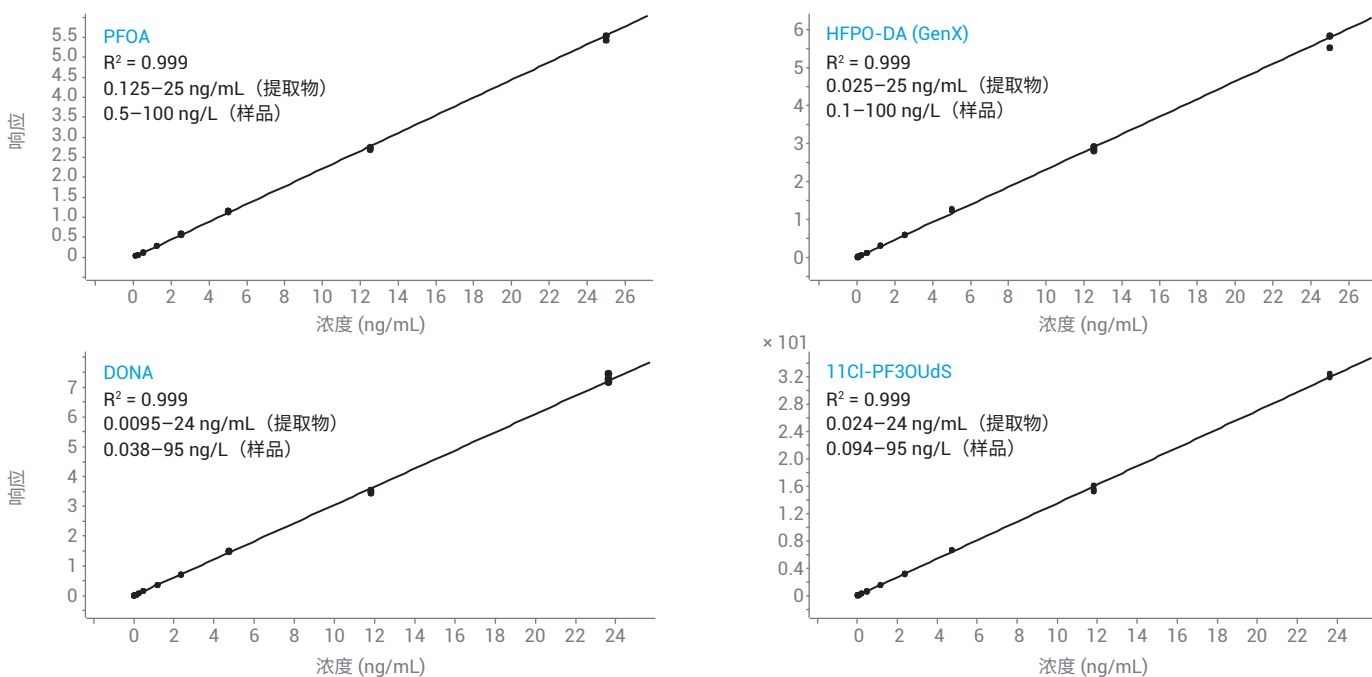 PFOA
R² = 0.999
0.125–25 ng/mL（提取物）
0.5–100 ng/L（样品）
响应
5.5
5.0
4.5
4.0
3.5
3.0
2.5
2.0
1.5
1.0
0.5
0
0 2 4 6 8 10 12 14 16 18 20 22 24 26
浓度 (ng/mL)
HFPO-DA (GenX)
R² = 0.999
0.025–25 ng/mL（提取物）
0.1–100 ng/L（样品）
6
5
4
3
2
1
0
0 2 4 6 8 10 12 14 16 18 20 22 24 26
浓度 (ng/mL)
DONA
R² = 0.999
0.0095–24 ng/mL（提取物）
0.038–95 ng/L（样品）
响应
7
6
5
4
3
2
1
0
0 2 4 6 8 10 12 14 16 18 20 22 24
浓度 (ng/mL)
× 101
11Cl-PF3OUdS
R² = 0.999
0.024–24 ng/mL（提取物）
0.094–95 ng/L（样品）
3.2
2.8
2.4
2.0
1.6
1.2
0.8
0.4
0
0 2 4 6 8 10 12 14 16 18 20 22 24
浓度 (ng/mL)